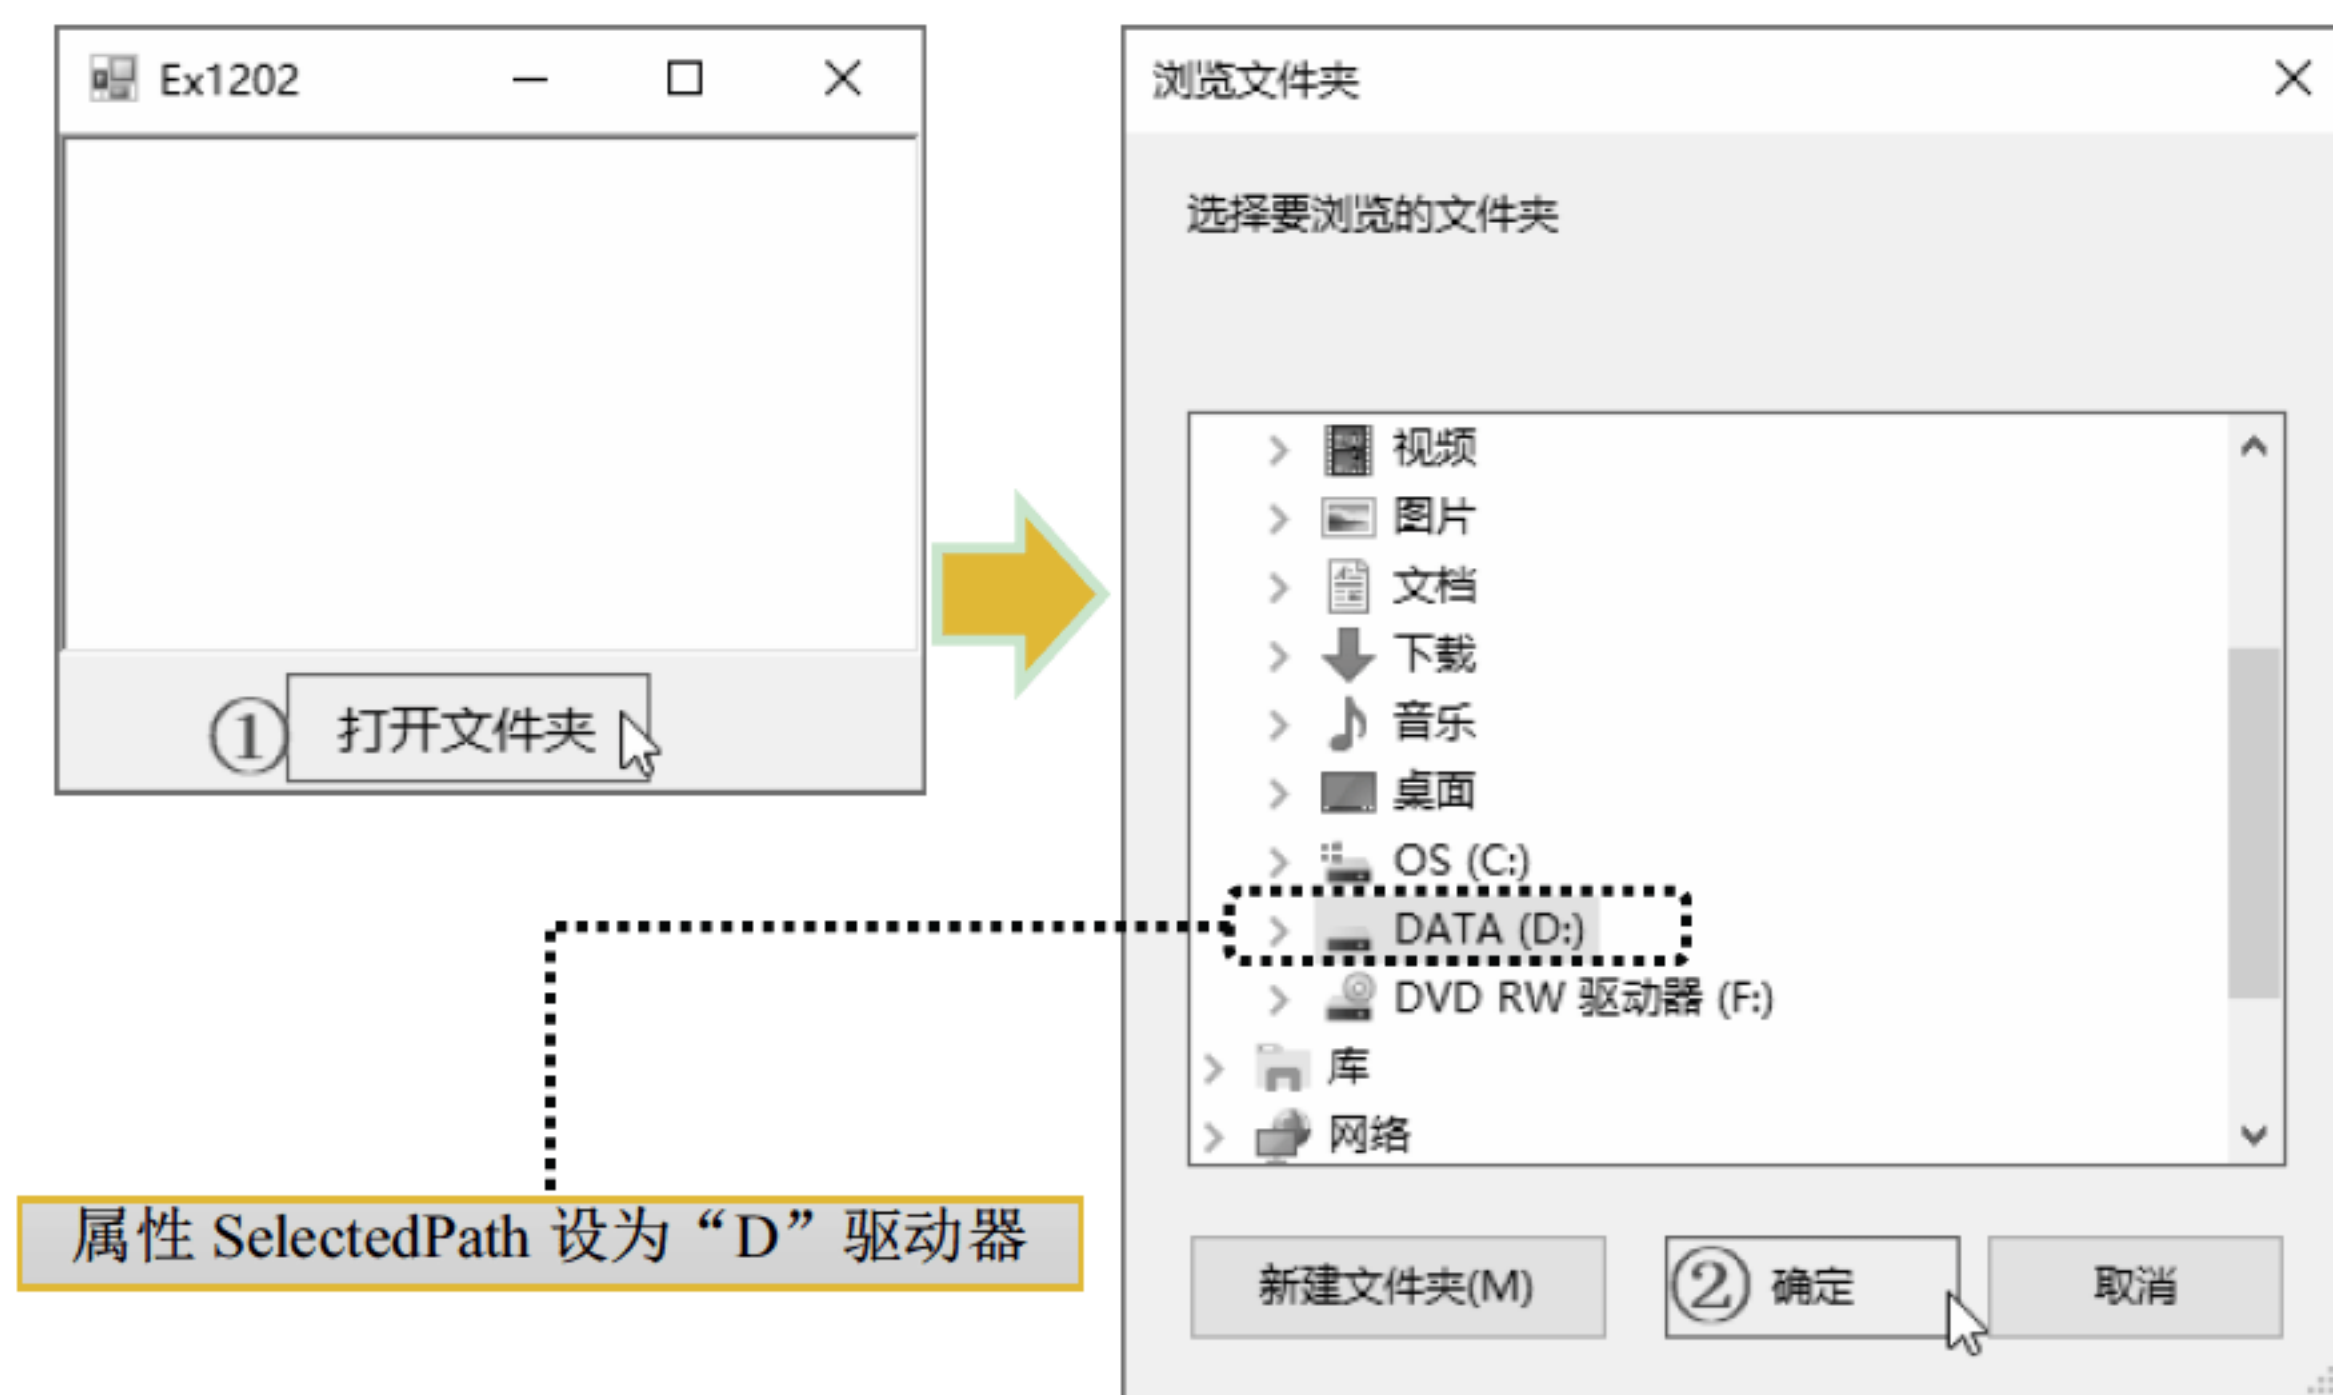 Ex1202
① 打开文件夹
浏览文件夹
选择要浏览的文件夹
视频
图片
文档
下载
音乐
桌面
OS (C:)
DATA (D:)
DVD RW 驱动器 (F:)
库
网络
新建文件夹(M)
② 确定
取消
属性 SelectedPath 设为“D”驱动器